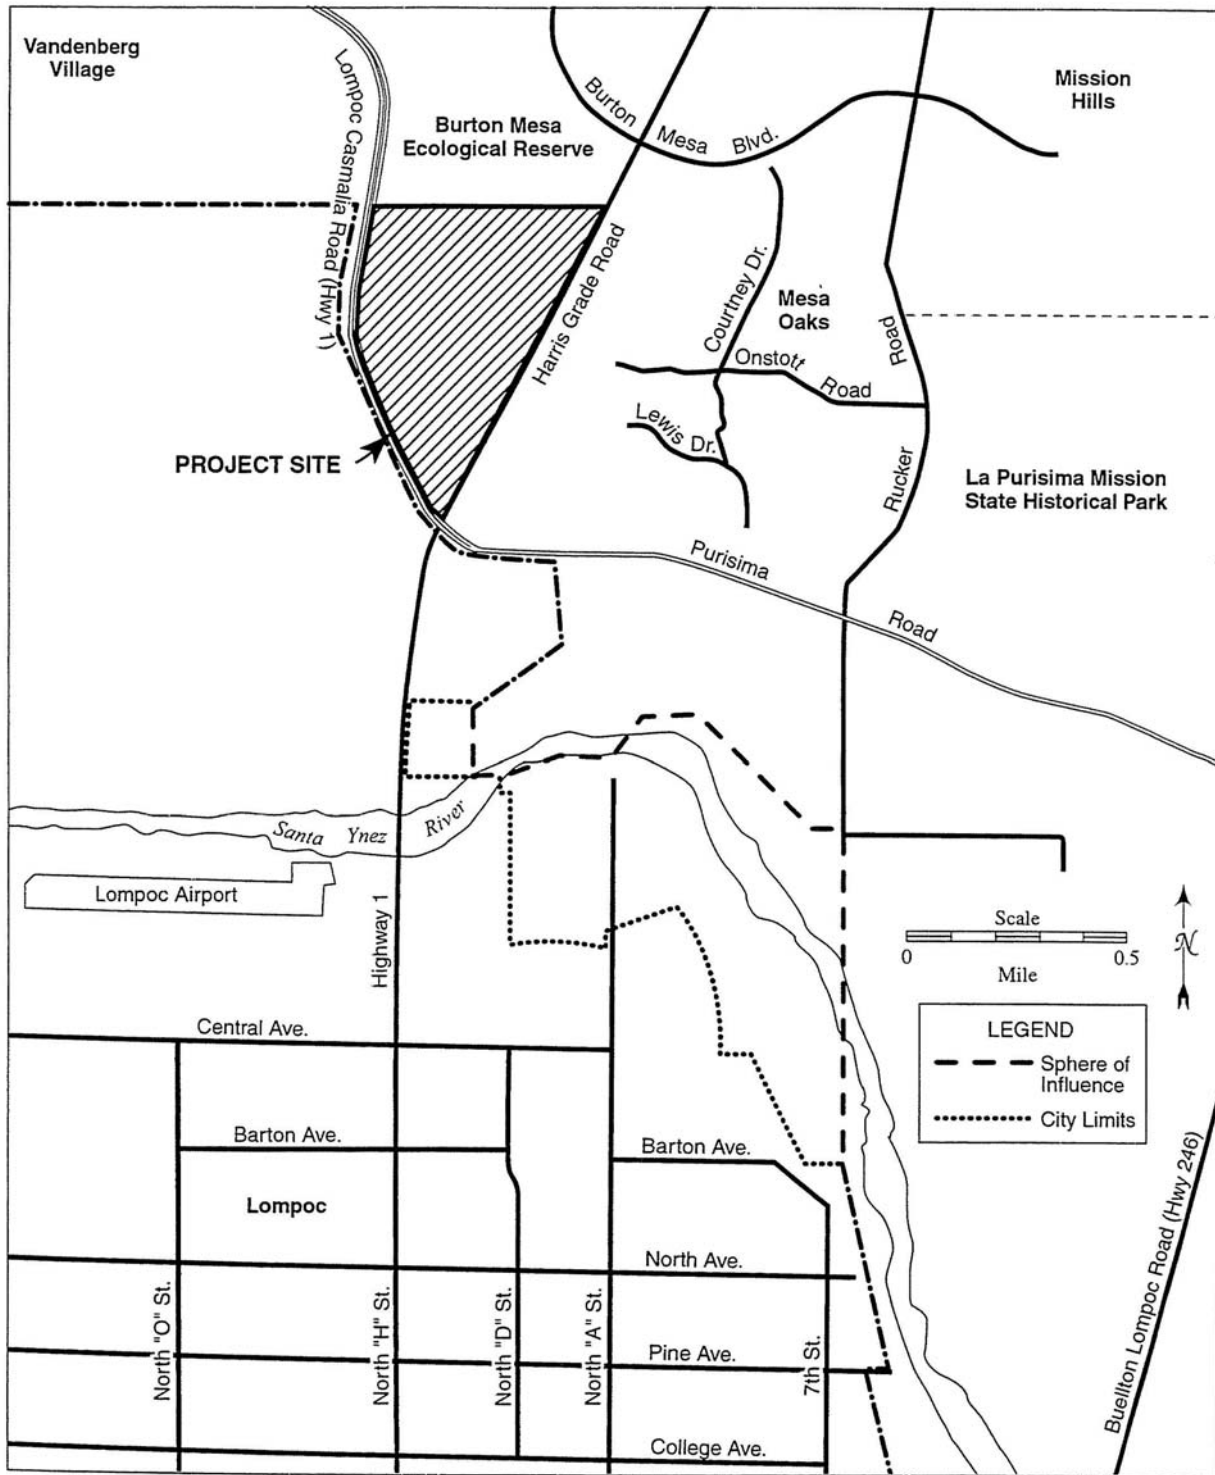 Vandenberg
Village
Lompoc Casmalia Road (Hwy 1)
Burton Mesa Blvd.
Mission
Hills
Burton Mesa
Ecological Reserve
Harris Grade Road
Courtney Dr.
Mesa
Oaks
Road
Onstott Road
Lewis Dr.
PROJECT SITE
Rucker
La Purisima Mission
State Historical Park
Purisima
Road
Santa Ynez River
Lompoc Airport
Highway 1
Scale
0 0.5
Mile
N
Central Ave.
LEGEND
Sphere of
Influence
City Limits
Barton Ave.
Barton Ave.
Lompoc
North Ave.
North "O" St.
North "H" St.
North "D" St.
North "A" St.
Pine Ave.
7th St.
Buellton Lompoc Road (Hwy 246)
College Ave.